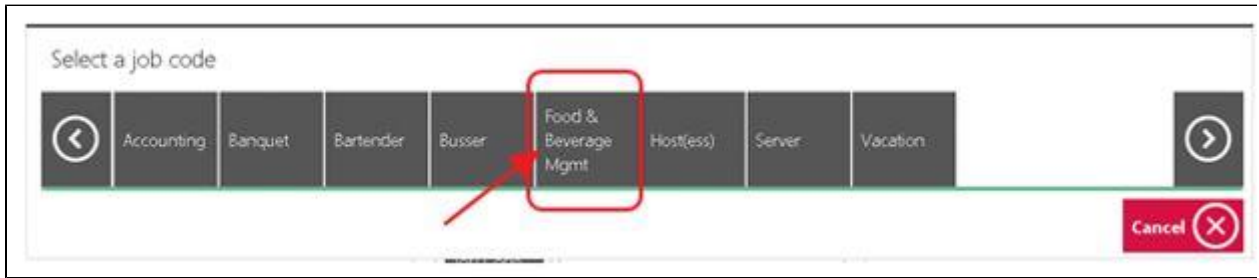 Select a job code
Accounting
Banquet
Bartender
Busser
Food &
Beverage
Mgmt
Host(ess)
Server
Vacation
Cancel